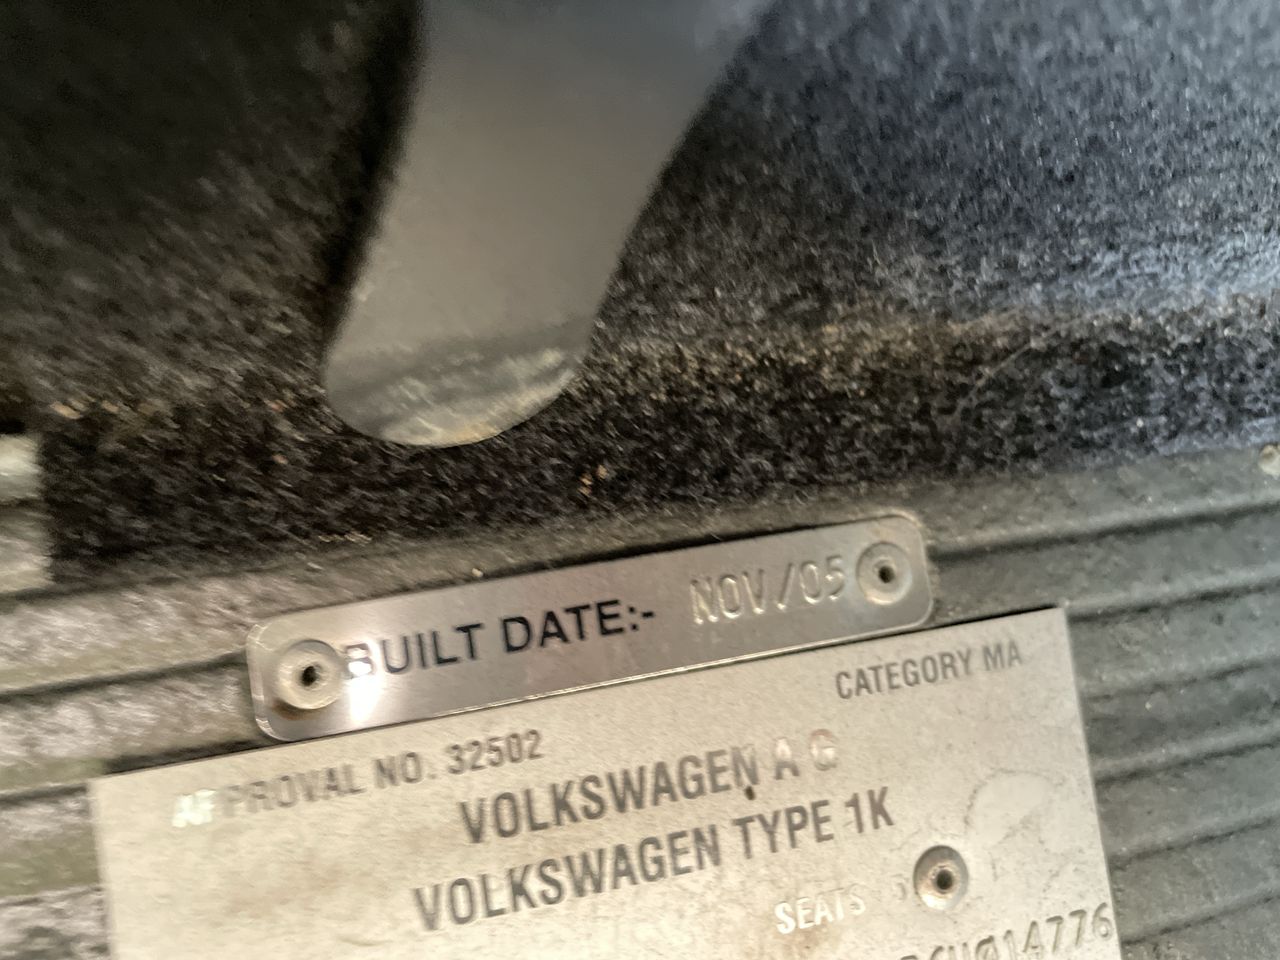 BUILT DATE:- NOV/05
CATEGORY MA
APPROVAL NO. 32502
VOLKSWAGEN A G
VOLKSWAGEN TYPE 1K
SEATS